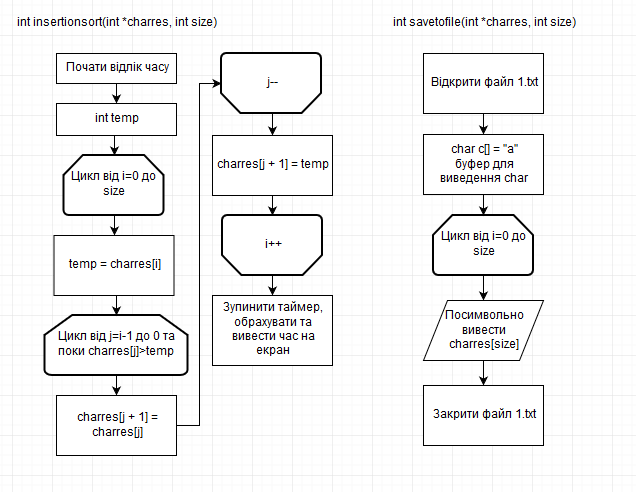 int insertionsort(int *charres, int size)
Почати відлік часу
int temp
Цикл від i=0 до
size
temp = charres[i]
Цикл від j=i-1 до 0 та
поки charres[j]>temp
charres[j + 1] =
charres[j]
j--
charres[j + 1] = temp
i++
Зупинити таймер,
обрахувати та
вивести час на
екран
int savetofile(int *charres, int size)
Відкрити файл 1.txt
char c[] = "a"
буфер для
виведення char
Цикл від i=0 до
size
Посимвольно
вивести
charres[size]
Закрити файл 1.txt